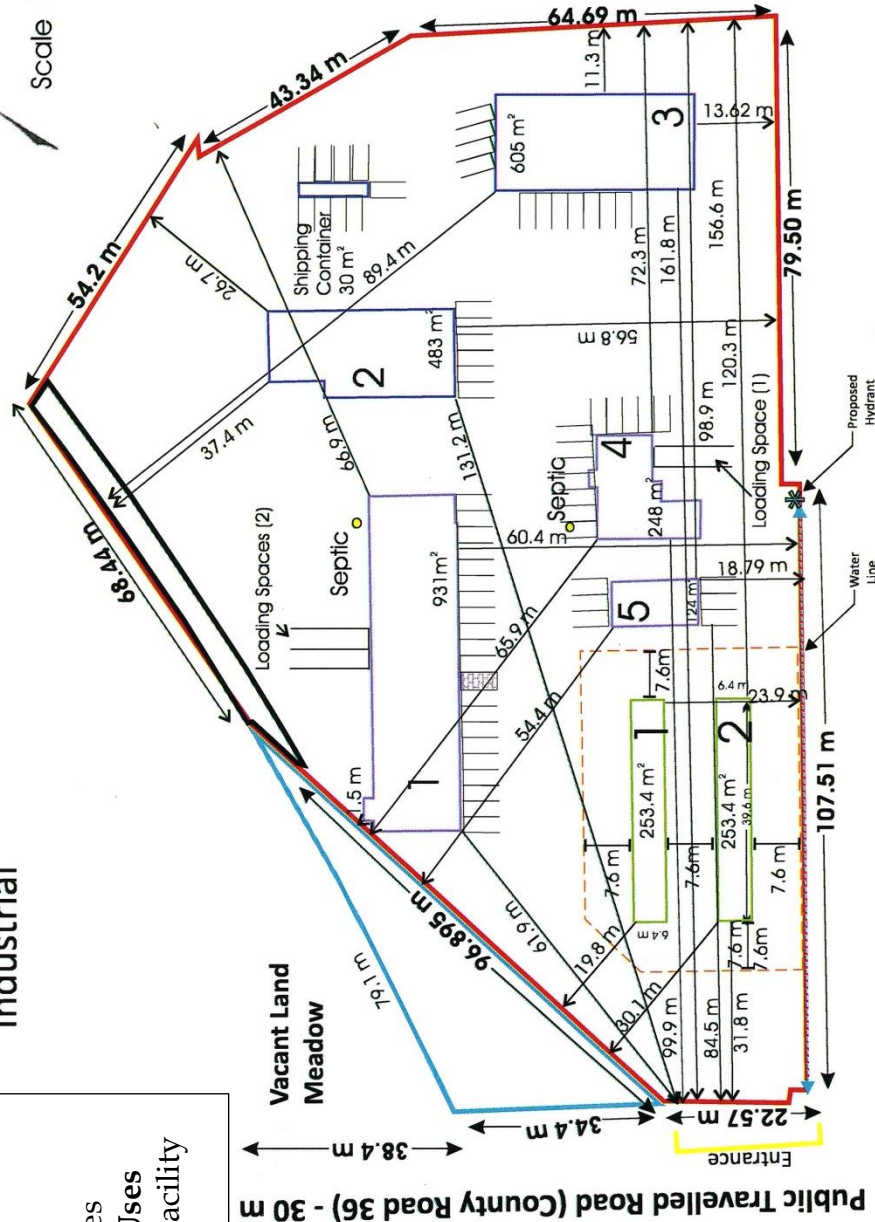 Scale
Industrial
es
Uses
acility
64.69 m
43.34 m
54.2 m
68.44 m
11.3 m
13.62 m
605 m²
3
Shipping
Container
30 m²
89.4 m
26.7 m
72.3 m
161.8 m
156.6 m
79.50 m
2
483 m²
56.8 m
37.4 m
66.9 m
131.2 m
120.3 m
98.9 m
Loading Space (1)
Proposed
Hydrant
Loading Spaces (2)
Septic
931m²
1
Septic
4
248 m²
60.4 m
18.79 m
5
124 m²
Water
Line
65.9 m
54.4 m
1.5 m
7.6m
6.4 m
23.9 m
1
253.4 m²
2
253.4 m²
39.6 m
107.51 m
7.6 m
7.6m
7.6 m
6.4 m
7.6 m
7.6m
96.895 m
61.9 m
19.8 m
30.1 m
79.1 m
Vacant Land
Meadow
99.9 m
84.5 m
31.8 m
38.4 m
34.4 m
22.57 m
Entrance
Public Travelled Road (County Road 36) - 30 m